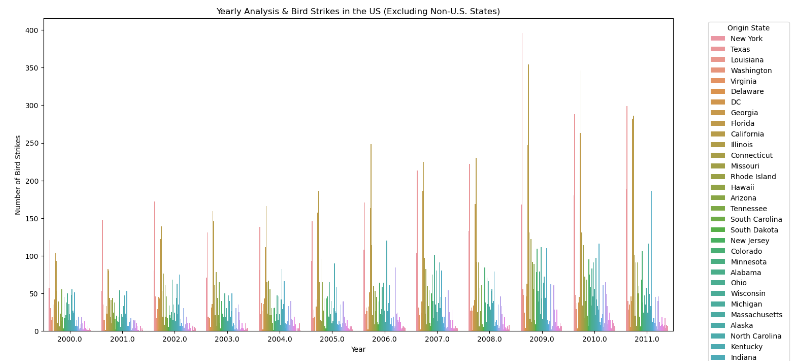 Yearly Analysis & Bird Strikes in the US (Excluding Non-U.S. States)
Number of Bird Strikes
400
350
300
250
200
150
100
50
0
2000.0 2001.0 2002.0 2003.0 2004.0 2005.0 2006.0 2007.0 2008.0 2009.0 2010.0 2011.0
Year
Origin State
New York
Texas
Louisiana
Washington
Virginia
Delaware
DC
Georgia
Florida
California
Illinois
Connecticut
Missouri
Rhode Island
Hawaii
Arizona
Tennessee
South Carolina
South Dakota
New Jersey
Colorado
Minnesota
Alabama
Ohio
Wisconsin
Michigan
Massachusetts
Alaska
North Carolina
Kentucky
Indiana